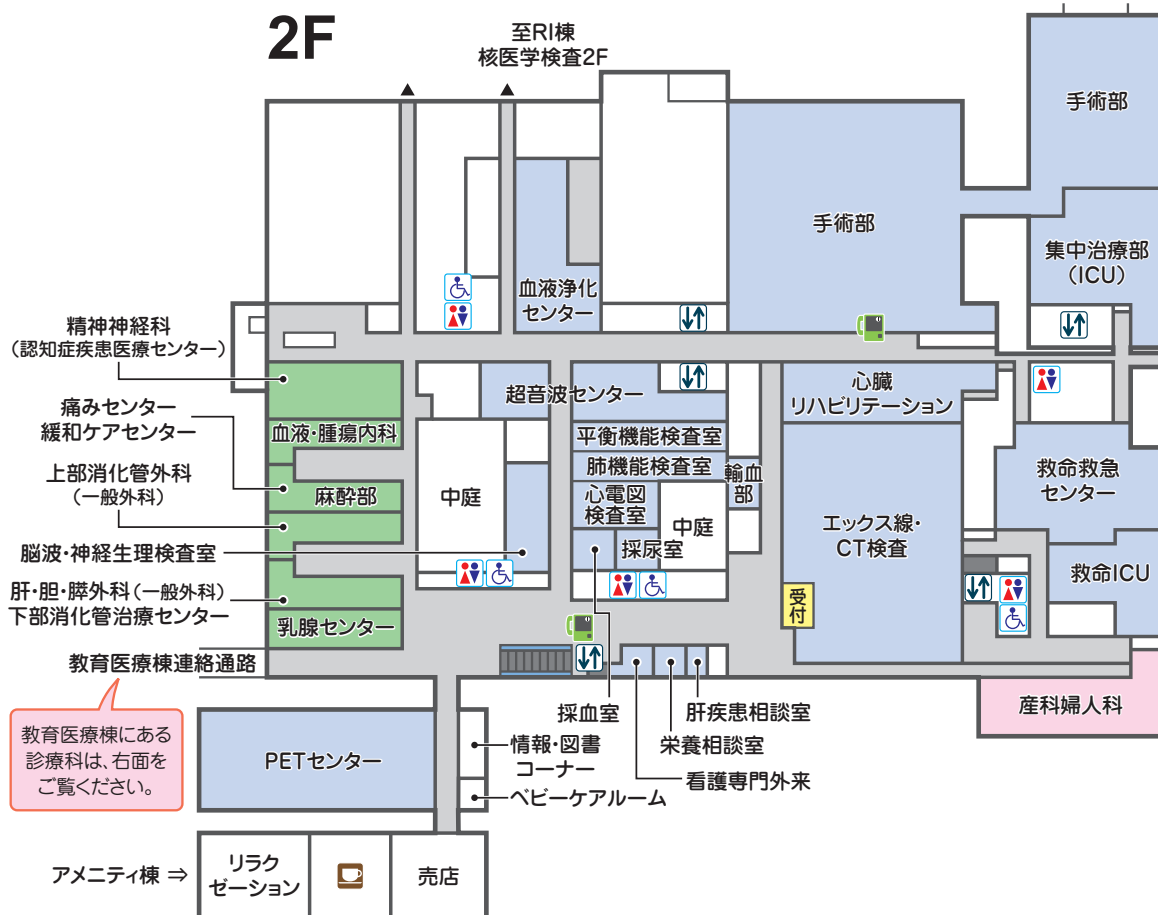 2F
至RI棟
核医学検査2F
手術部
手術部
集中治療部
（ICU）
血液浄化
センター
精神神経科
（認知症疾患医療センター）
痛みセンター
緩和ケアセンター
上部消化管外科
（一般外科）
脳波・神経生理検査室
肝・胆・膵外科（一般外科）
下部消化管治療センター
教育医療棟連絡通路
教育医療棟にある
診療科は、右面を
ご覧ください。
血液・腫瘍内科
麻酔部
乳腺センター
中庭
超音波センター
平衡機能検査室
肺機能検査室
心電図
検査室
中庭
採尿室
輸血
部
心臓
リハビリテーション
エックス線・
CT検査
受付
救命救急
センター
救命ICU
産科婦人科
採血室
肝疾患相談室
栄養相談室
看護専門外来
情報・図書
コーナー
ベビーケアルーム
PETセンター
アメニティ棟 ⇒
リラク
ゼーション
売店